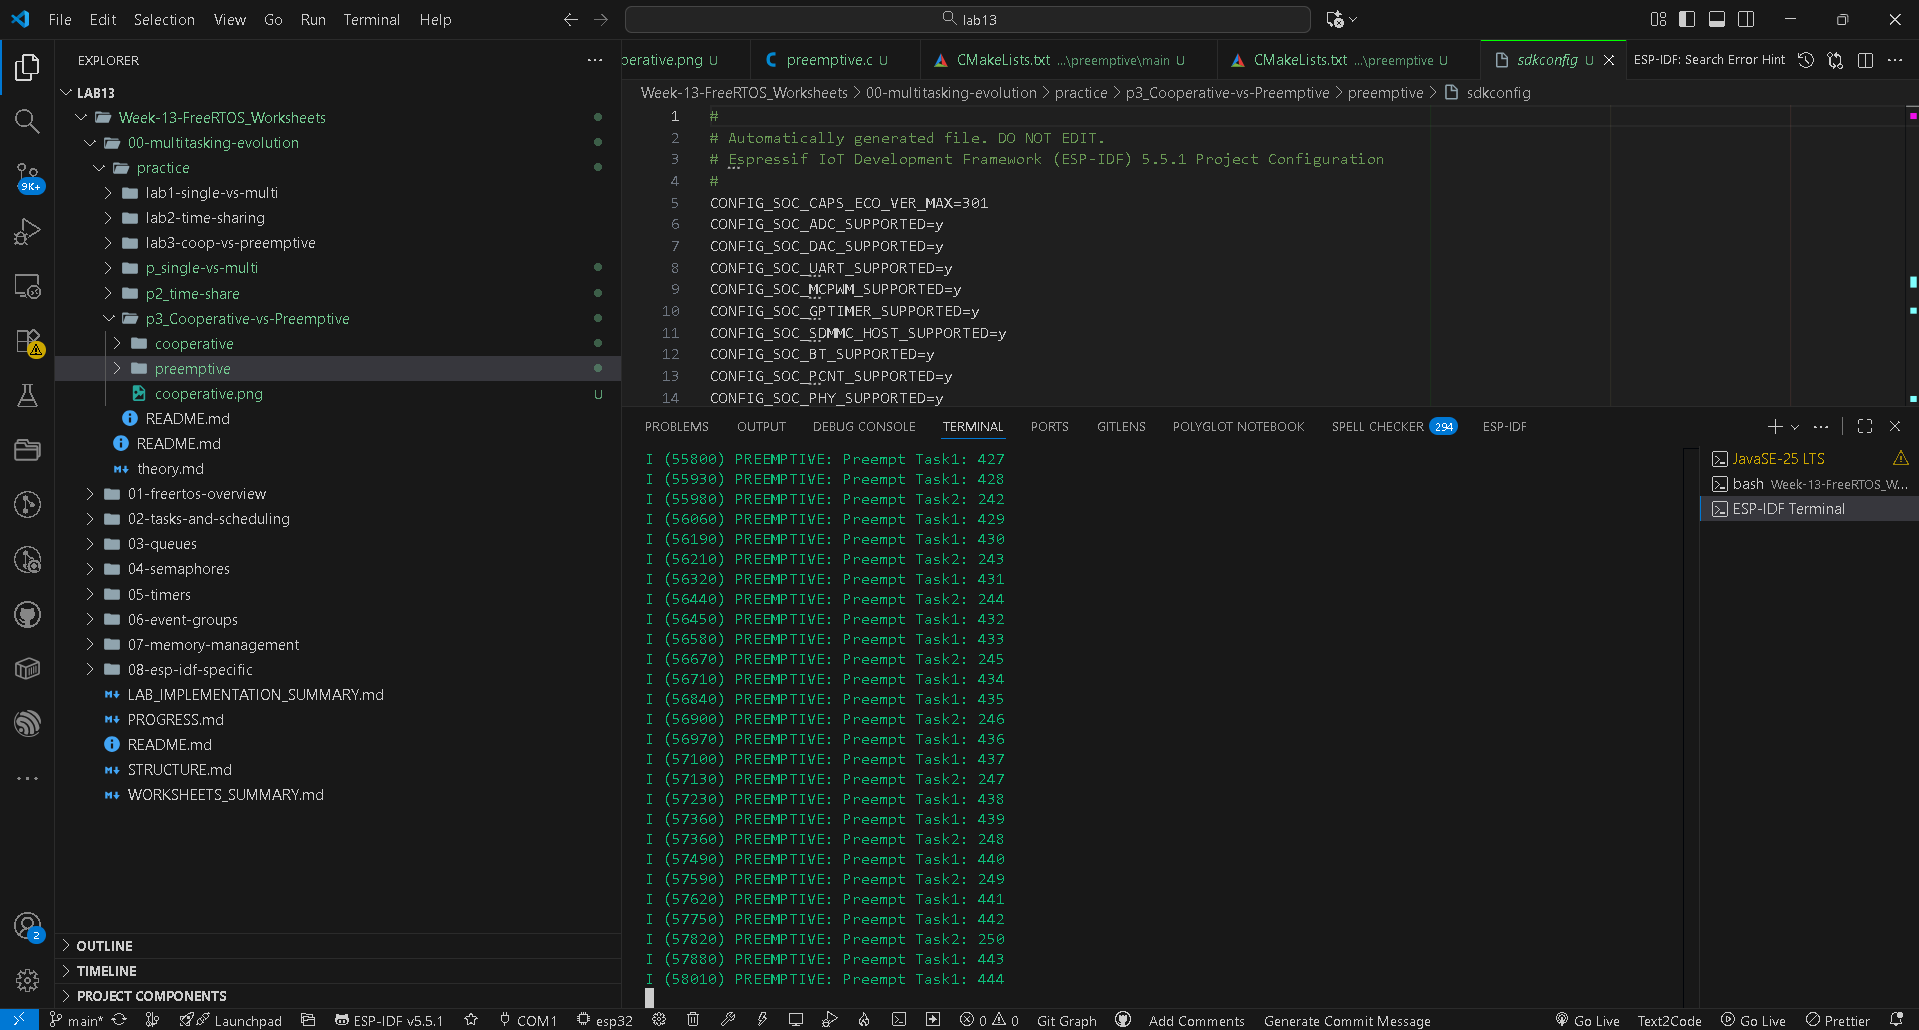 File Edit Selection View Go Run Terminal Help
lab13
EXPLORER
LAB13
Week-13-FreeRTOS_Worksheets
00-multitasking-evolution
practice
lab1-single-vs-multi
lab2-time-sharing
lab3-coop-vs-preemptive
p_single-vs-multi
p2_time-share
p3_Cooperative-vs-Preemptive
cooperative
preemptive
cooperative.png U
README.md
README.md
theory.md
01-freertos-overview
02-tasks-and-scheduling
03-queues
04-semaphores
05-timers
06-event-groups
07-memory-management
08-esp-idf-specific
LAB_IMPLEMENTATION_SUMMARY.md
PROGRESS.md
README.md
STRUCTURE.md
WORKSHEETS_SUMMARY.md
OUTLINE
TIMELINE
PROJECT COMPONENTS
9K+
2
perative.png U
preemptive.c U
CMakeLists.txt ...\preemptive\main U
CMakeLists.txt ...\preemptive U
sdkconfig U
ESP-IDF: Search Error Hint
Week-13-FreeRTOS_Worksheets > 00-multitasking-evolution > practice > p3_Cooperative-vs-Preemptive > preemptive > sdkconfig
1 #
2 # Automatically generated file. DO NOT EDIT.
3 # Espressif IoT Development Framework (ESP-IDF) 5.5.1 Project Configuration
4 #
5 CONFIG_SOC_CAPS_ECO_VER_MAX=301
6 CONFIG_SOC_ADC_SUPPORTED=y
7 CONFIG_SOC_DAC_SUPPORTED=y
8 CONFIG_SOC_UART_SUPPORTED=y
9 CONFIG_SOC_MCPWM_SUPPORTED=y
10 CONFIG_SOC_GPTIMER_SUPPORTED=y
11 CONFIG_SOC_SDMMC_HOST_SUPPORTED=y
12 CONFIG_SOC_BT_SUPPORTED=y
13 CONFIG_SOC_PCNT_SUPPORTED=y
14 CONFIG_SOC_PHY_SUPPORTED=y
PROBLEMS OUTPUT DEBUG CONSOLE TERMINAL PORTS GITLENS POLYGLOT NOTEBOOK SPELL CHECKER 294 ESP-IDF
I (55800) PREEMPTIVE: Preempt Task1: 427
I (55930) PREEMPTIVE: Preempt Task1: 428
I (55980) PREEMPTIVE: Preempt Task2: 242
I (56060) PREEMPTIVE: Preempt Task1: 429
I (56190) PREEMPTIVE: Preempt Task1: 430
I (56210) PREEMPTIVE: Preempt Task2: 243
I (56320) PREEMPTIVE: Preempt Task1: 431
I (56440) PREEMPTIVE: Preempt Task2: 244
I (56450) PREEMPTIVE: Preempt Task1: 432
I (56580) PREEMPTIVE: Preempt Task1: 433
I (56670) PREEMPTIVE: Preempt Task2: 245
I (56710) PREEMPTIVE: Preempt Task1: 434
I (56840) PREEMPTIVE: Preempt Task1: 435
I (56900) PREEMPTIVE: Preempt Task2: 246
I (56970) PREEMPTIVE: Preempt Task1: 436
I (57100) PREEMPTIVE: Preempt Task1: 437
I (57130) PREEMPTIVE: Preempt Task2: 247
I (57230) PREEMPTIVE: Preempt Task1: 438
I (57360) PREEMPTIVE: Preempt Task1: 439
I (57360) PREEMPTIVE: Preempt Task2: 248
I (57490) PREEMPTIVE: Preempt Task1: 440
I (57590) PREEMPTIVE: Preempt Task2: 249
I (57620) PREEMPTIVE: Preempt Task1: 441
I (57750) PREEMPTIVE: Preempt Task1: 442
I (57820) PREEMPTIVE: Preempt Task2: 250
I (57880) PREEMPTIVE: Preempt Task1: 443
I (58010) PREEMPTIVE: Preempt Task1: 444
JavaSE-25 LTS
bash Week-13-FreeRTOS_W...
ESP-IDF Terminal
main* Launchpad ESP-IDF v5.5.1 COM1 esp32 0 0 Git Graph Add Comments Generate Commit Message Go Live Text2Code Go Live Prettier